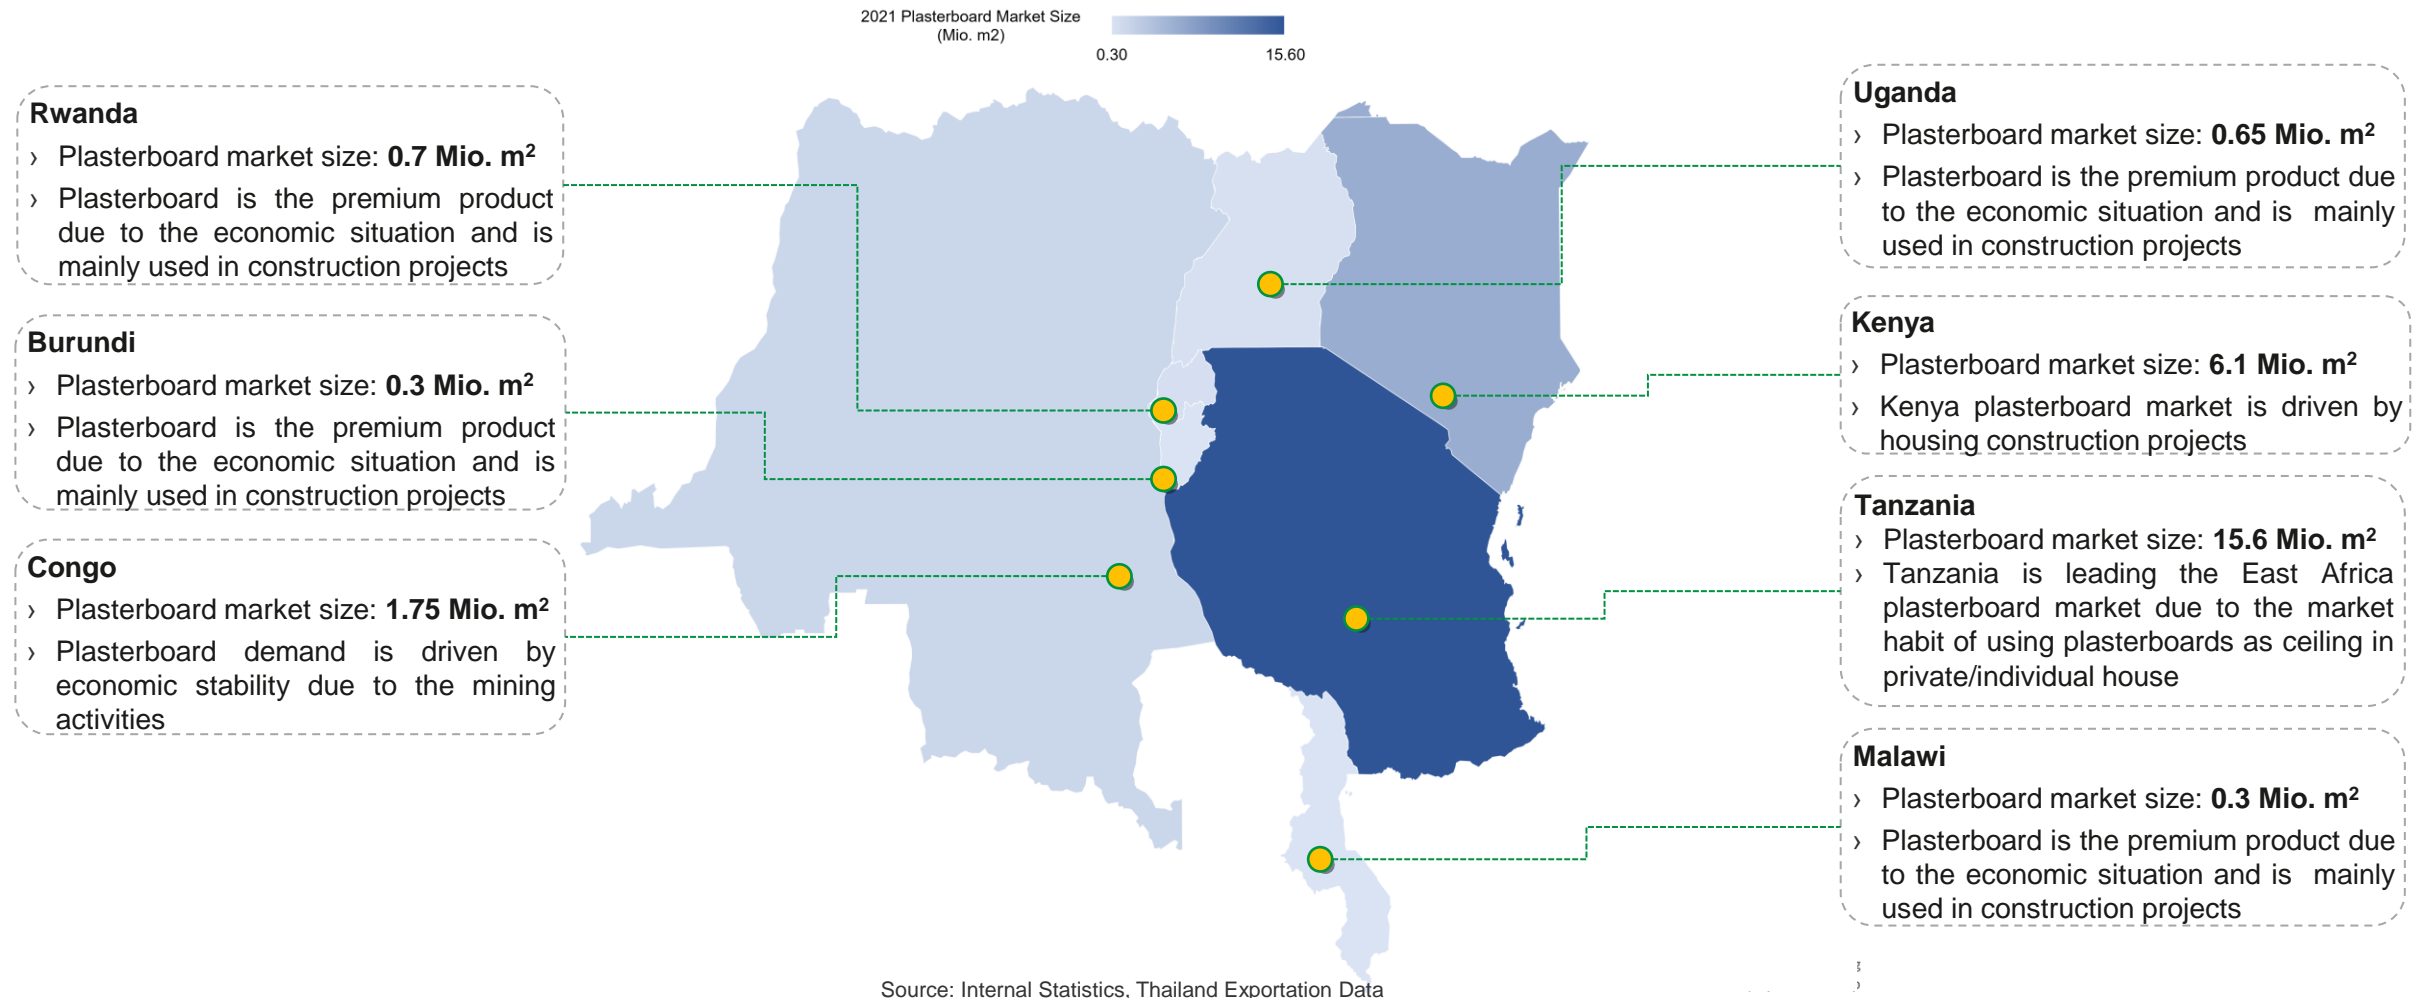 2021 Plasterboard Market Size
(Mio. m2)
0.30
15.60
Rwanda
› Plasterboard market size: 0.7 Mio. m²
› Plasterboard is the premium product
due to the economic situation and is
mainly used in construction projects
Burundi
› Plasterboard market size: 0.3 Mio. m²
› Plasterboard is the premium product
due to the economic situation and is
mainly used in construction projects
Congo
› Plasterboard market size: 1.75 Mio. m²
› Plasterboard demand is driven by
economic stability due to the mining
activities
Uganda
› Plasterboard market size: 0.65 Mio. m²
› Plasterboard is the premium product due
to the economic situation and is mainly
used in construction projects
Kenya
› Plasterboard market size: 6.1 Mio. m²
› Kenya plasterboard market is driven by
housing construction projects
Tanzania
› Plasterboard market size: 15.6 Mio. m²
› Tanzania is leading the East Africa
plasterboard market due to the market
habit of using plasterboards as ceiling in
private/individual house
Malawi
› Plasterboard market size: 0.3 Mio. m²
› Plasterboard is the premium product due
to the economic situation and is mainly
used in construction projects
Source: Internal Statistics, Thailand Exportation Data